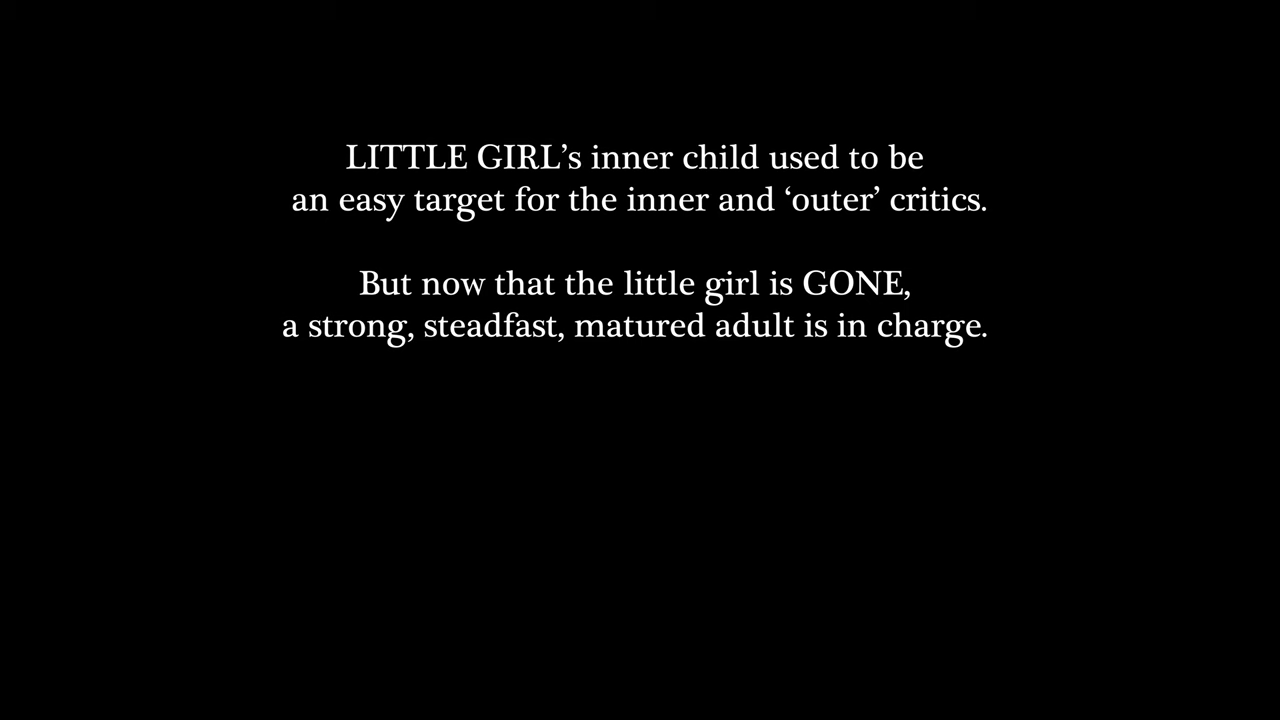 LITTLE GIRL’s inner child used to be
an easy target for the inner and ‘outer’ critics.
But now that the little girl is GONE,
a strong, steadfast, matured adult is in charge.